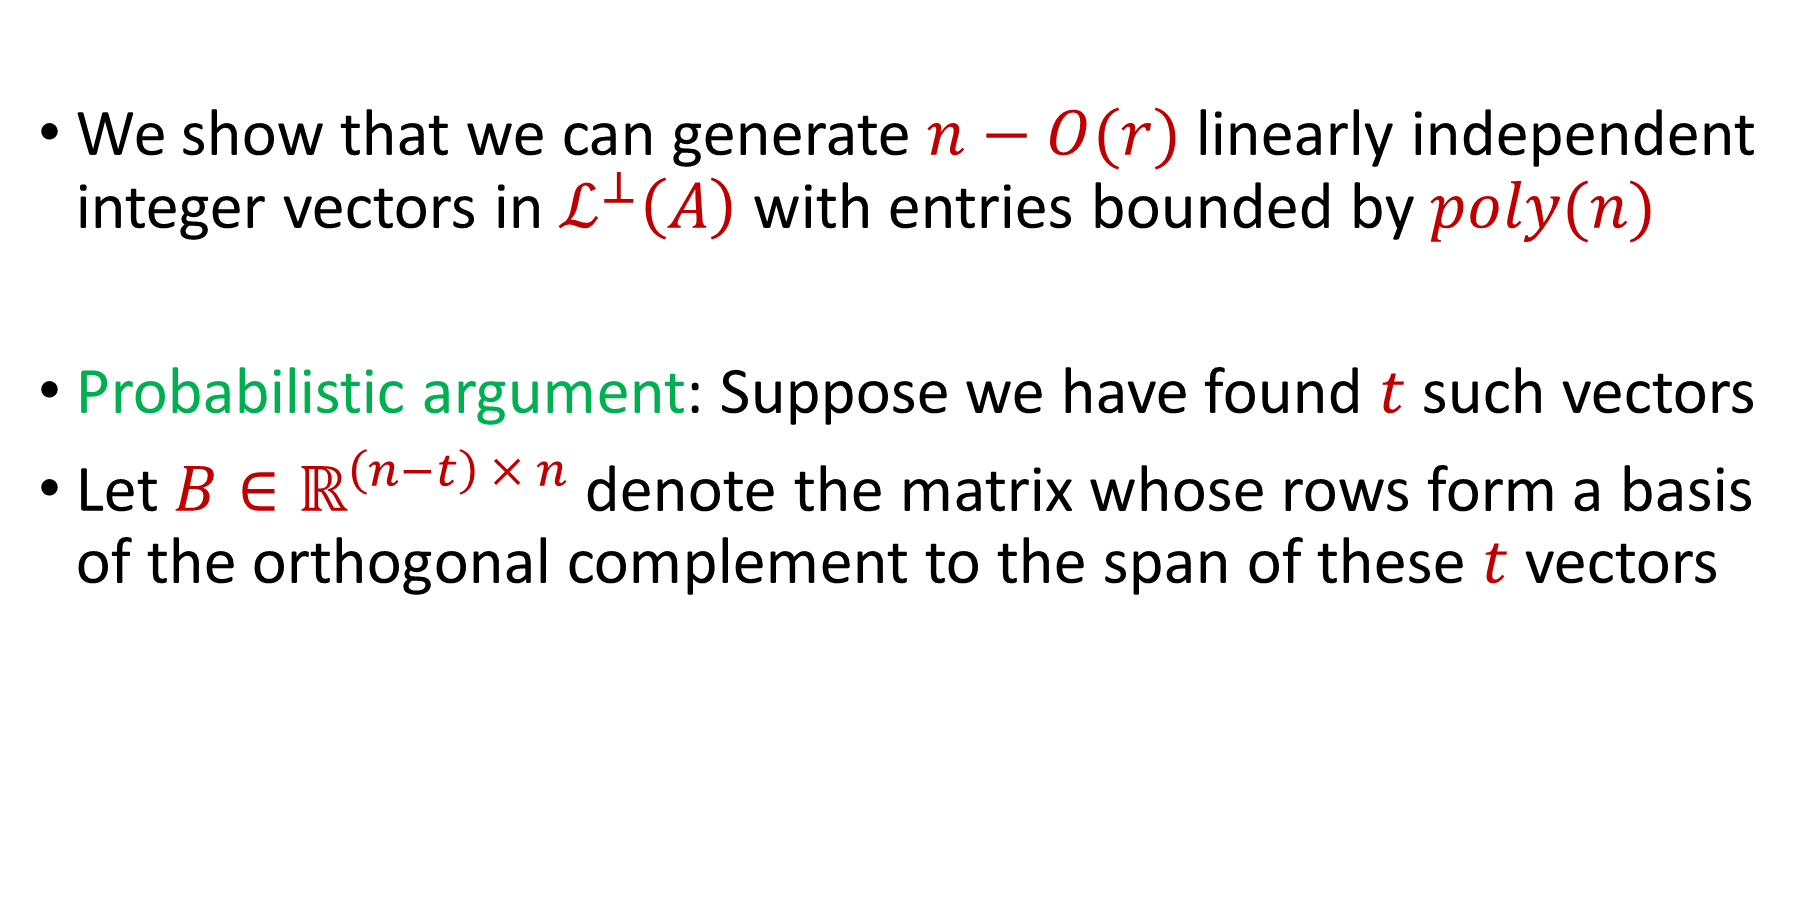 • We show that we can generate n − O(r) linearly independent
integer vectors in ℒ⊥(A) with entries bounded by poly(n)
• Probabilistic argument: Suppose we have found t such vectors
• Let B ∈ ℝ^(n−t) × n denote the matrix whose rows form a basis
of the orthogonal complement to the span of these t vectors